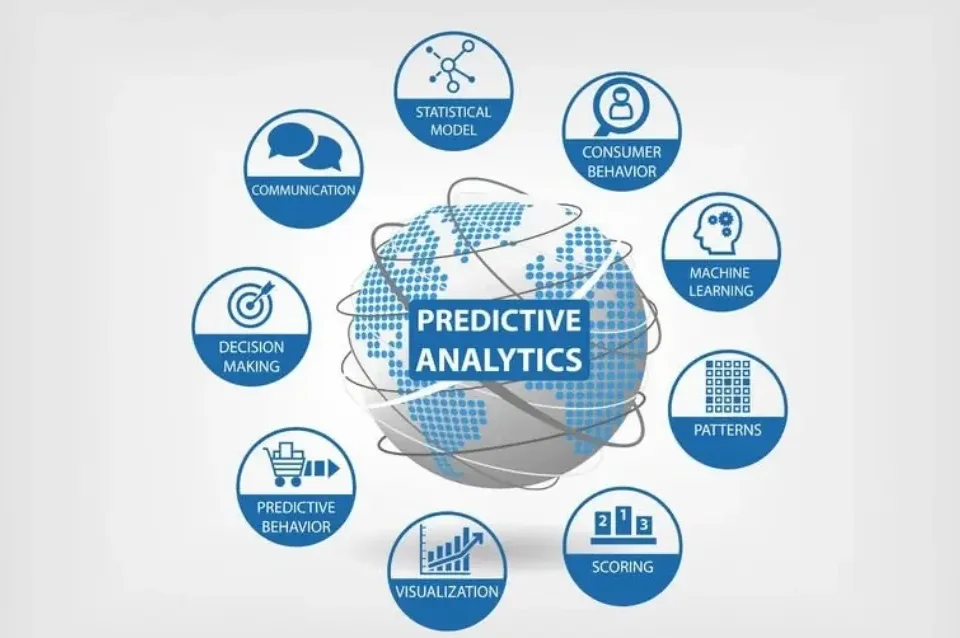 STATISTICAL
MODEL
CONSUMER
BEHAVIOR
COMMUNICATION
MACHINE
LEARNING
PREDICTIVE
ANALYTICS
DECISION
MAKING
PATTERNS
PREDICTIVE
BEHAVIOR
2 1 3
SCORING
VISUALIZATION